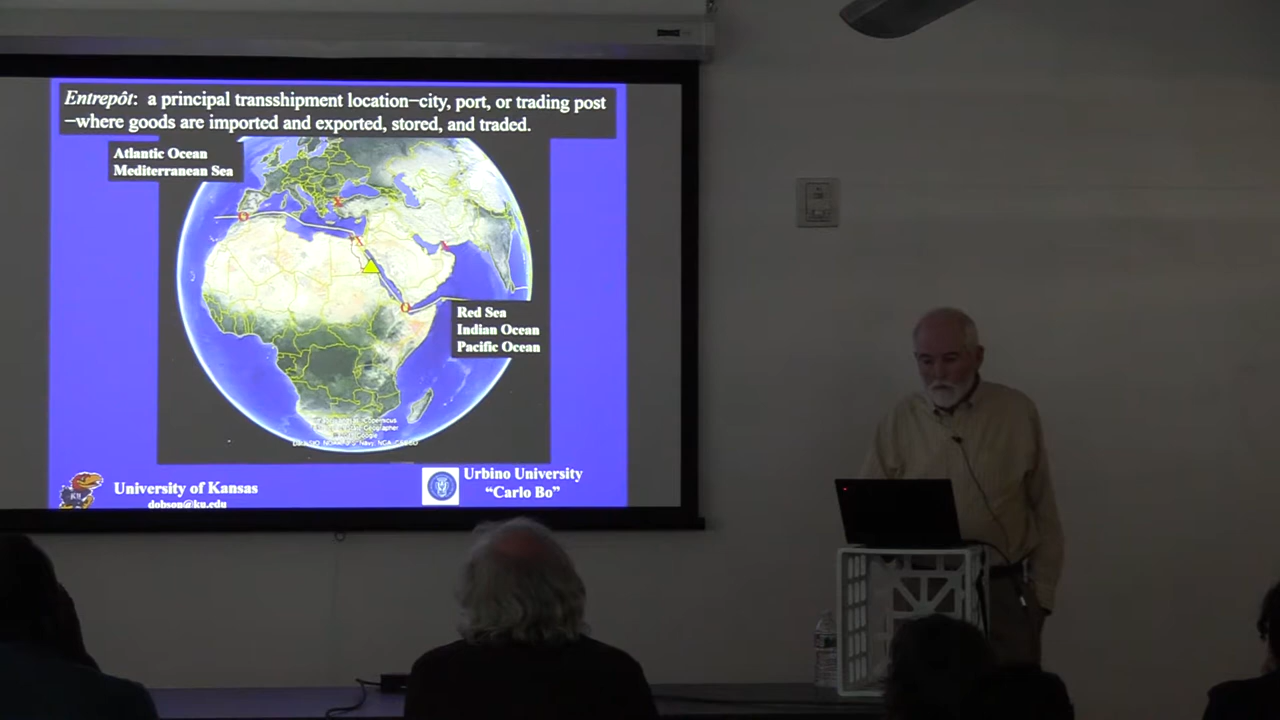 Entrepôt: a principal transshipment location–city, port, or trading post
–where goods are imported and exported, stored, and traded.
Atlantic Ocean
Mediterranean Sea
Red Sea
Indian Ocean
Pacific Ocean
University of Kansas
dobson@ku.edu
Urbino University
“Carlo Bo”
KU